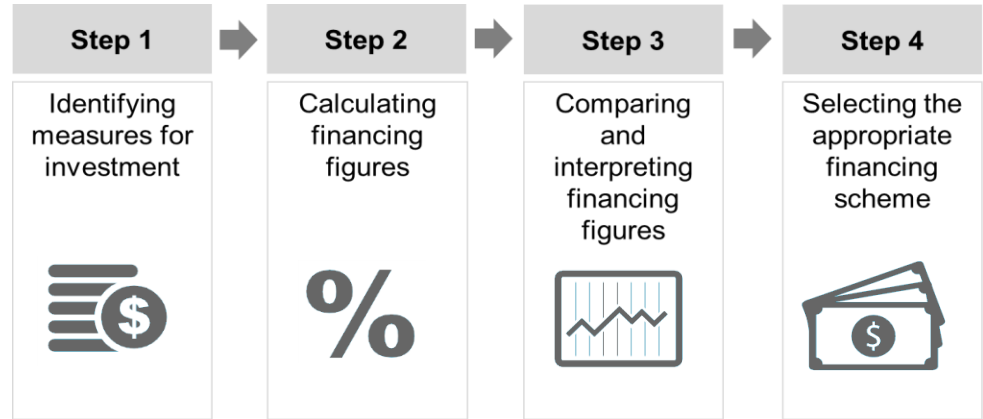 Step 1
Identifying
measures for
investment
$
Step 2
Calculating
financing
figures
%
Step 3
Comparing
and
interpreting
financing
figures
Step 4
Selecting the
appropriate
financing
scheme
$